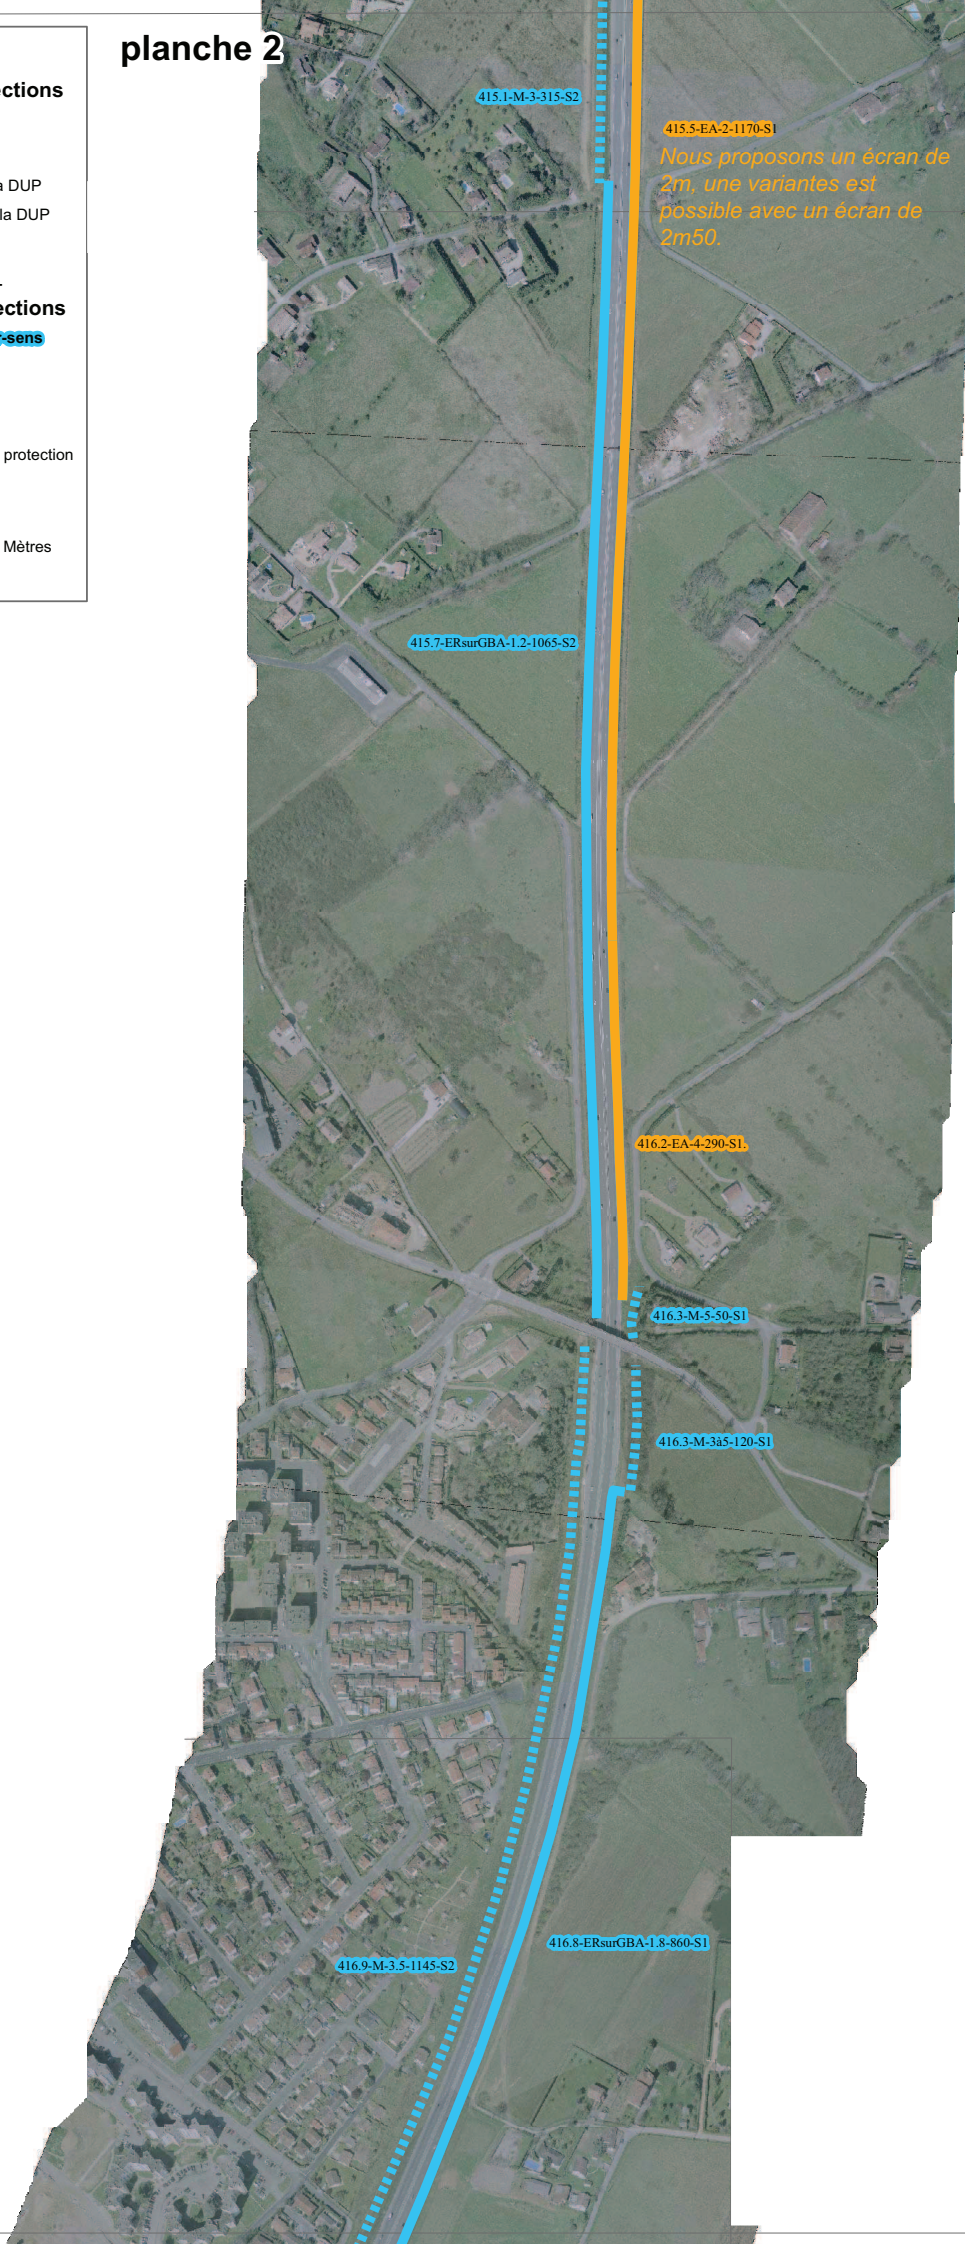 planche 2
ctions
a DUP
la DUP
ections
-sens
protection
Mètres
415.1-M-3-315-S2
415.5-EA-2-1170-S1
Nous proposons un écran de
2m, une variantes est
possible avec un écran de
2m50.
415.7-ERsurGBA-1.2-1065-S2
416.2-EA-4-290-S1.
416.3-M-5-50-S1
416.3-M-3à5-120-S1
416.8-ERsurGBA-1.8-860-S1
416.9-M-3.5-1145-S2